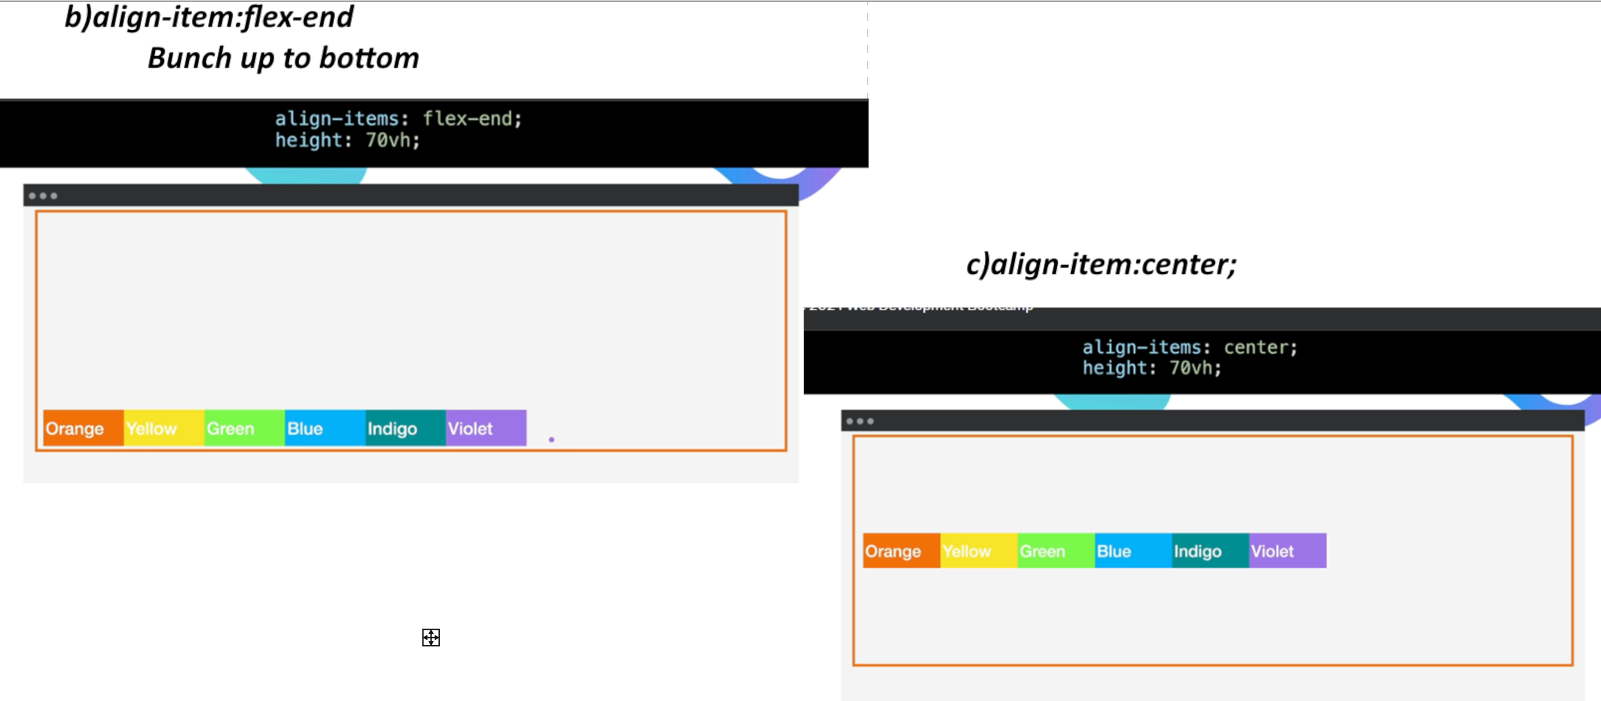 b)align-item:flex-end
Bunch up to bottom
align-items: flex-end;
height: 70vh;
Orange Yellow Green Blue Indigo Violet
c)align-item:center;
2024 Web Development Bootcamp
align-items: center;
height: 70vh;
Orange Yellow Green Blue Indigo Violet